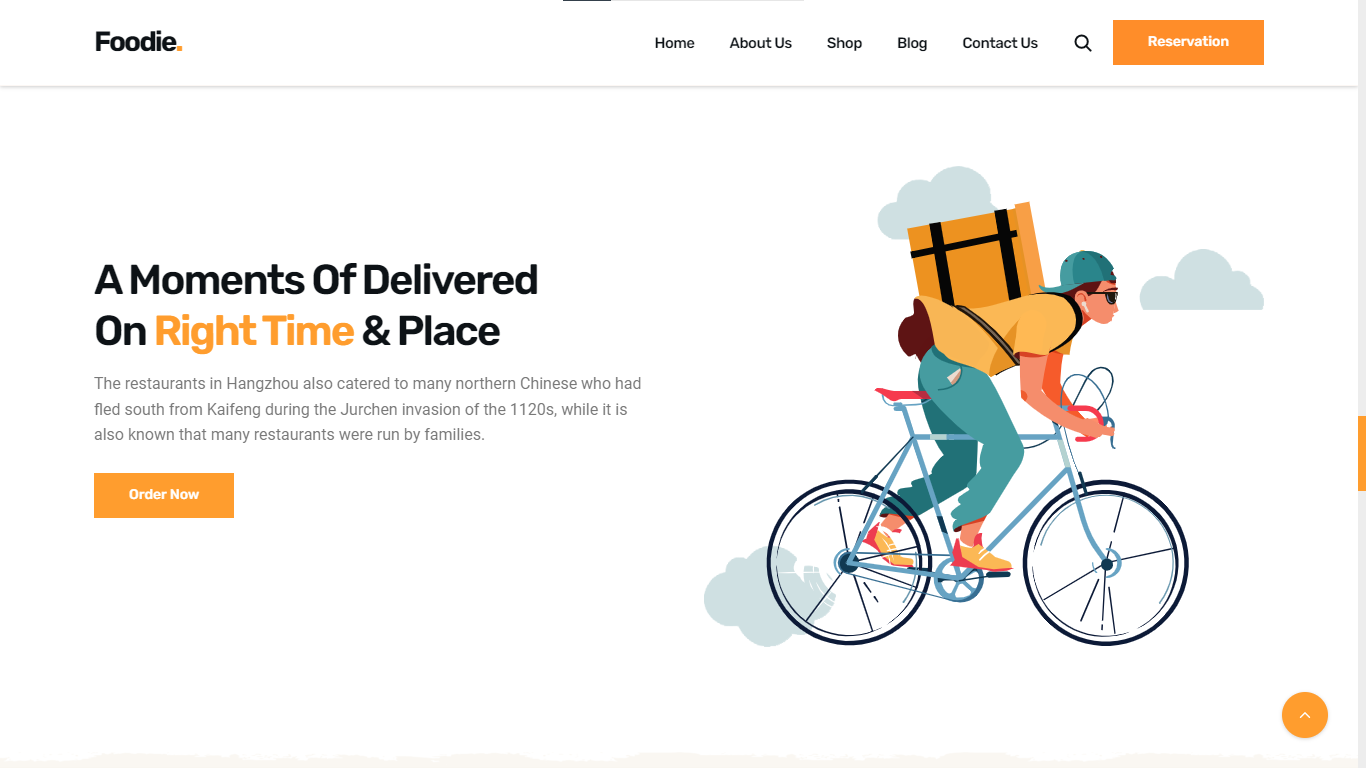 Foodie.
Home About Us Shop Blog Contact Us Reservation
A Moments Of Delivered
On Right Time & Place
The restaurants in Hangzhou also catered to many northern Chinese who had
fled south from Kaifeng during the Jurchen invasion of the 1120s, while it is
also known that many restaurants were run by families.
Order Now